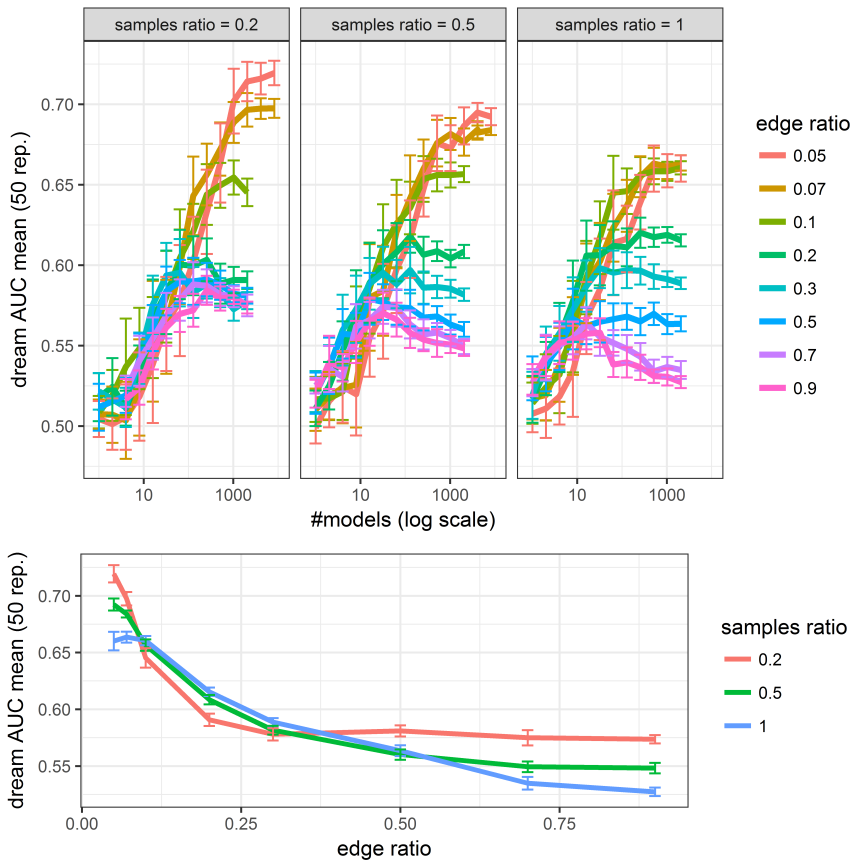 samples ratio = 0.2 samples ratio = 0.5 samples ratio = 1
dream AUC mean (50 rep.)
0.70
0.65
0.60
0.55
0.50
10 1000 10 1000 10 1000
#models (log scale)
edge ratio
0.05
0.07
0.1
0.2
0.3
0.5
0.7
0.9
dream AUC mean (50 rep.)
0.70
0.65
0.60
0.55
0.00 0.25 0.50 0.75
edge ratio
samples ratio
0.2
0.5
1